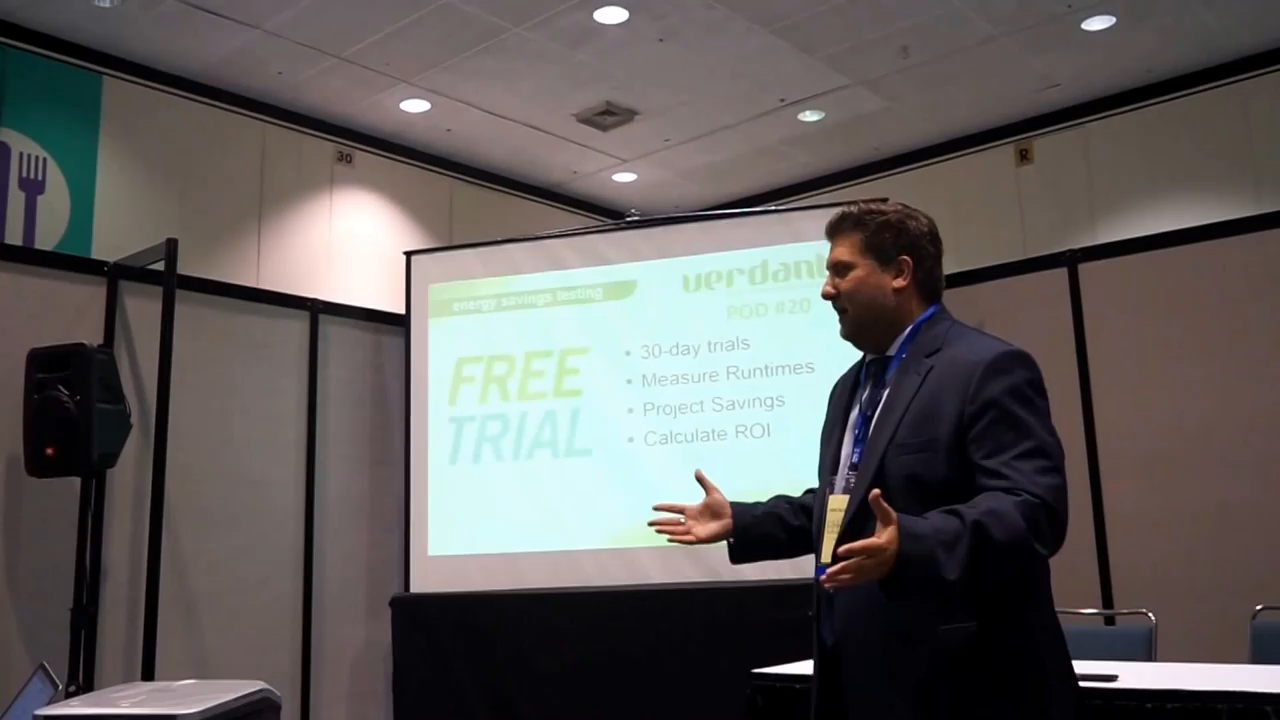 30
R
energy savings testing
verdant
POD #20
FREE
TRIAL
• 30-day trials
• Measure Runtimes
• Project Savings
• Calculate ROI